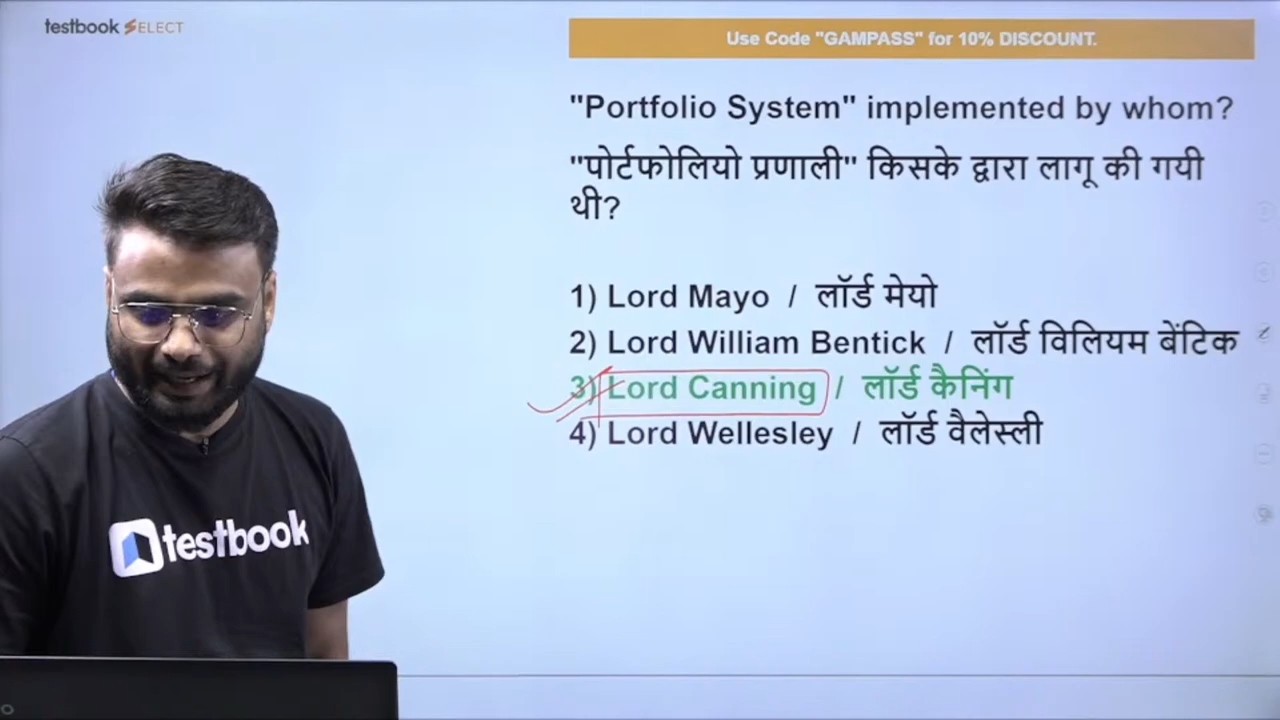 testbook SELECT
Use Code "GAMPASS" for 10% DISCOUNT.
"Portfolio System" implemented by whom?
"पोर्टफोलियो प्रणाली" किसके द्वारा लागू की गयी
थी?
1) Lord Mayo / लॉर्ड मेयो
2) Lord William Bentick / लॉर्ड विलियम बेंटिक
3) Lord Canning / लॉर्ड कैनिंग
4) Lord Wellesley / लॉर्ड वैलेस्ली
testbook